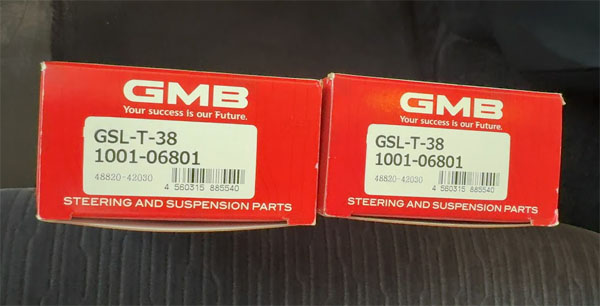 GMB
Your success is our Future.
GSL-T-38
1001-06801
48820-42030
4 560315 885540
STEERING AND SUSPENSION PARTS
GMB
Your success is our Future.
GSL-T-38
1001-06801
48820-42030
4 560315 885540
STEERING AND SUSPENSION PARTS